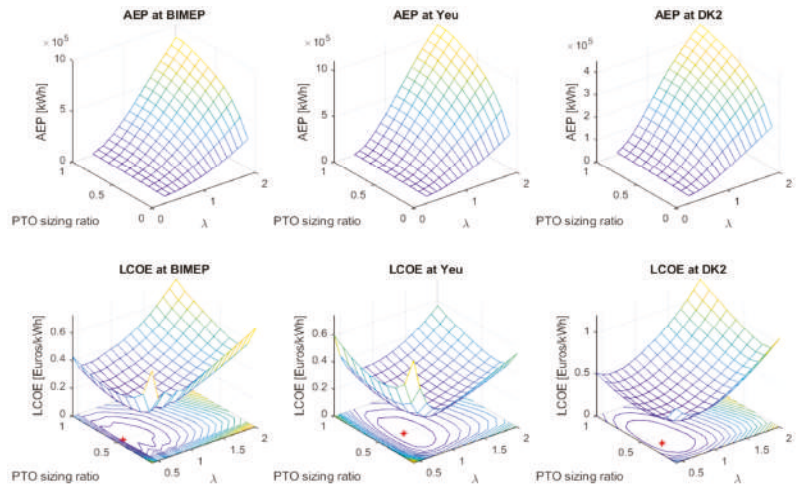 AEP at BIMEP
AEP at Yeu
AEP at DK2
× 10⁵
× 10⁵
× 10⁵
10
5
0
10
5
0
4
3
2
1
0
AEP [kWh]
AEP [kWh]
AEP [kWh]
1
0.5
0
0
1
2
1
0.5
0
0
1
2
1
0.5
0
0
1
2
PTO sizing ratio
λ
PTO sizing ratio
λ
PTO sizing ratio
λ
LCOE at BIMEP
LCOE at Yeu
LCOE at DK2
0.6
0.4
0.2
0
0.6
0.4
0.2
0
1
0.5
0
LCOE [Euros/kWh]
LCOE [Euros/kWh]
LCOE [Euros/kWh]
1
0.5
0.5
1
1.5
2
1
0.5
0.5
1
1.5
2
1
0.5
0.5
1
1.5
2
PTO sizing ratio
λ
PTO sizing ratio
λ
PTO sizing ratio
λ